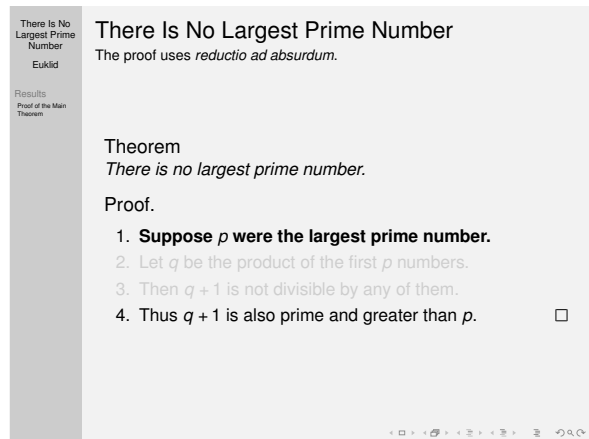 There Is No
Largest Prime
Number
Euklid
Results
Proof of the Main
Theorem
There Is No Largest Prime Number
The proof uses reductio ad absurdum.
Theorem
There is no largest prime number.
Proof.
1. Suppose p were the largest prime number.
2. Let q be the product of the first p numbers.
3. Then q + 1 is not divisible by any of them.
4. Thus q + 1 is also prime and greater than p.